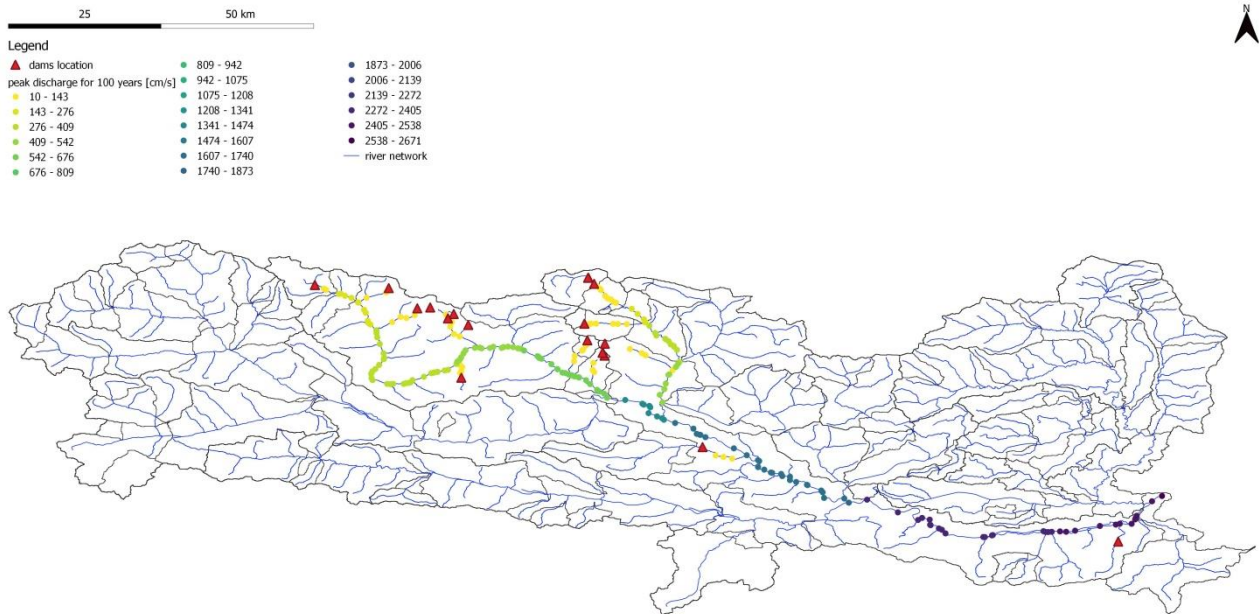 25 50 km
N
Legend
dams location
peak discharge for 100 years [cm/s]
10 - 143
143 - 276
276 - 409
409 - 542
542 - 676
676 - 809
809 - 942
942 - 1075
1075 - 1208
1208 - 1341
1341 - 1474
1474 - 1607
1607 - 1740
1740 - 1873
1873 - 2006
2006 - 2139
2139 - 2272
2272 - 2405
2405 - 2538
2538 - 2671
river network